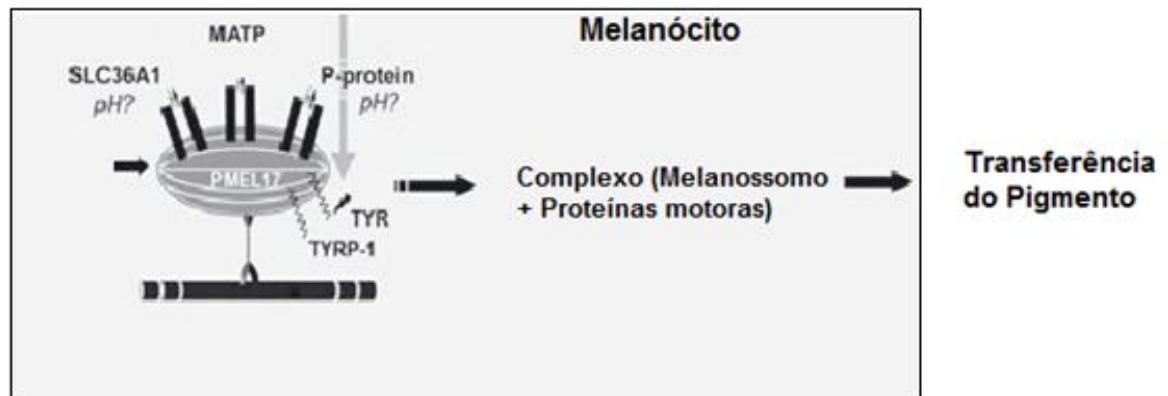 MATP
Melanócito
SLC36A1
pH?
P-protein
pH?
PMEL17
TYR
TYRP-1
Complexo (Melanossomo
+ Proteínas motoras)
Transferência
do Pigmento